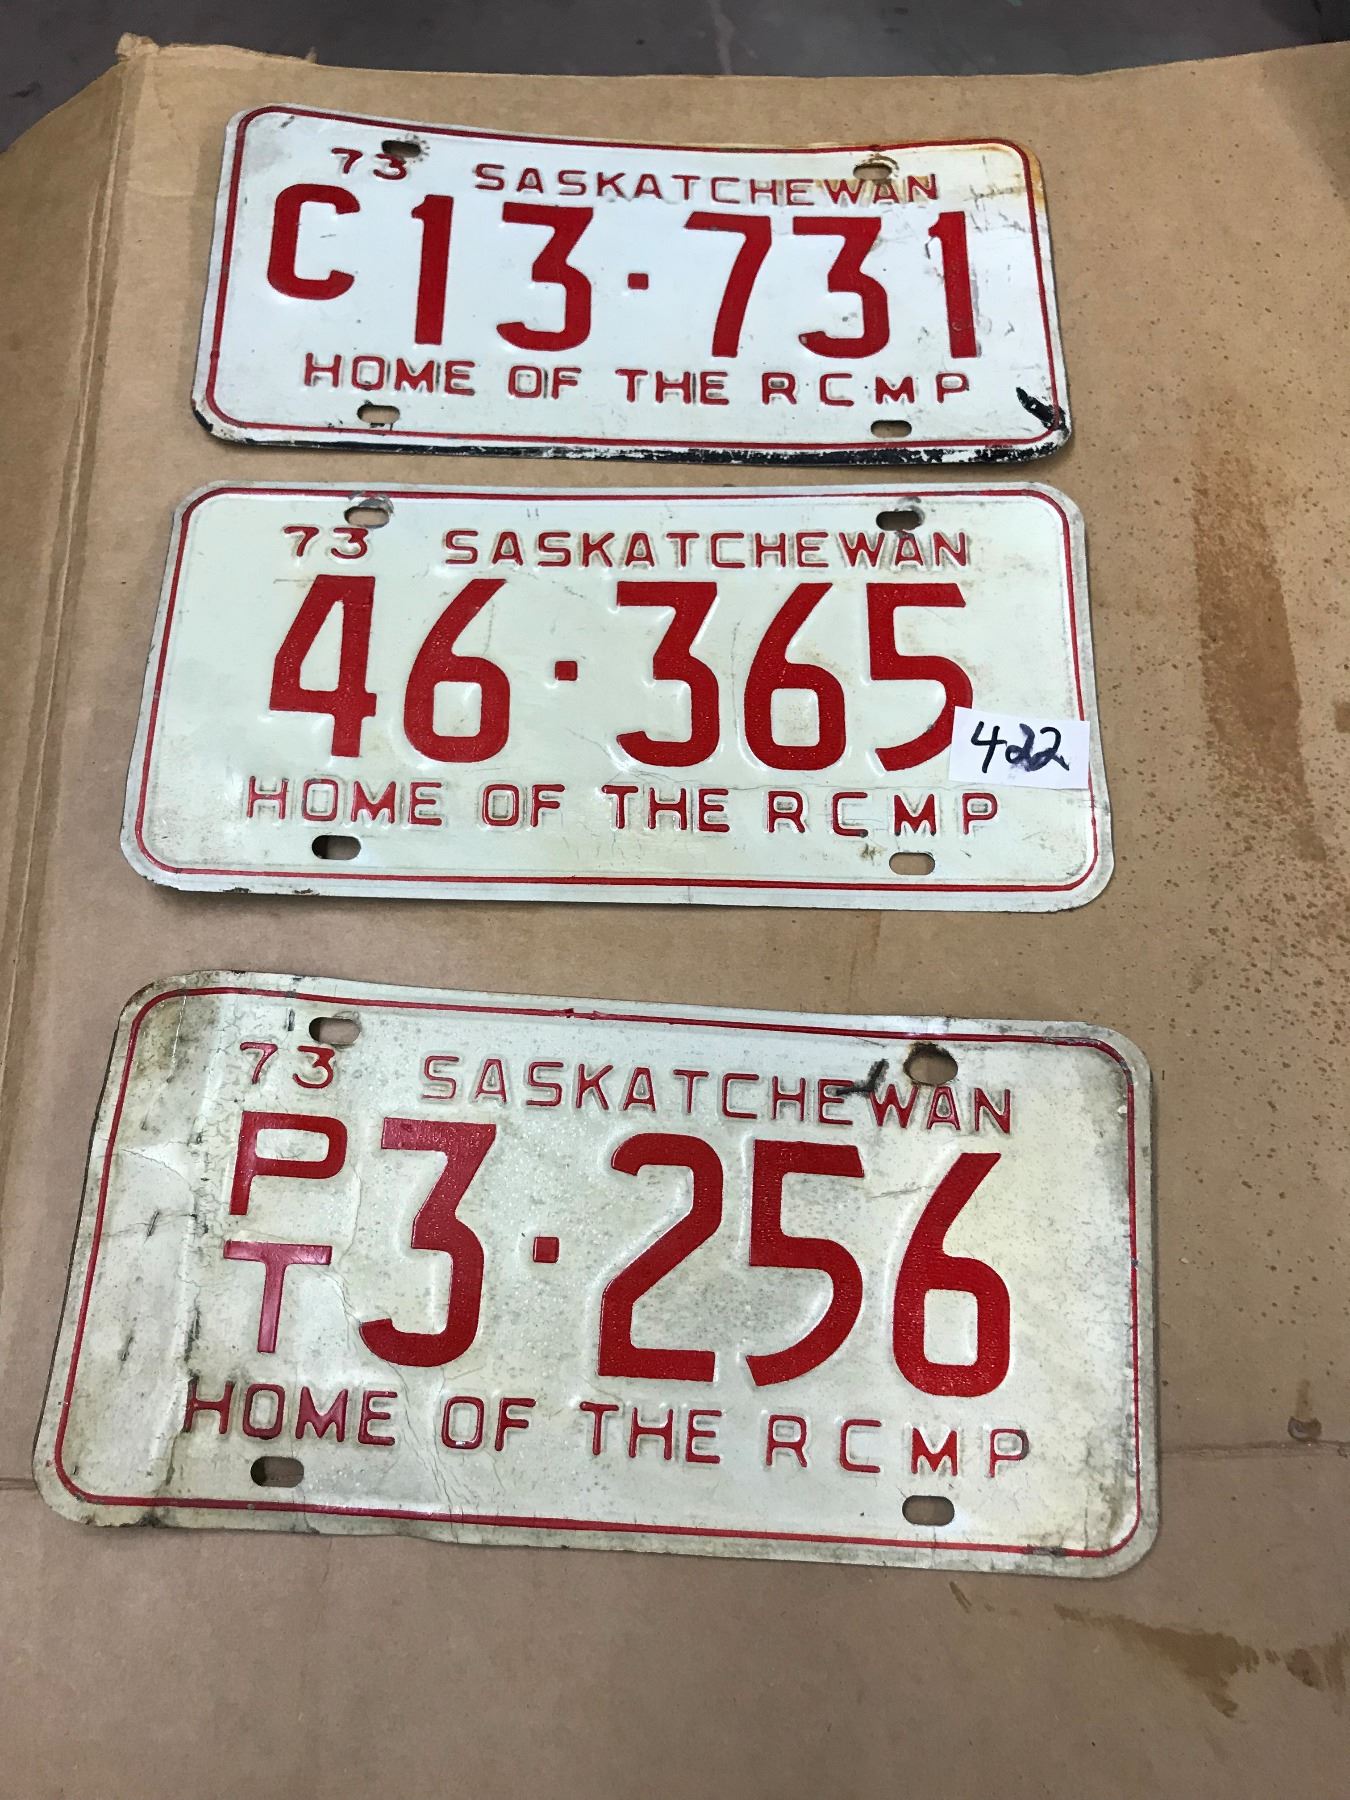 73 SASKATCHEWAN
C13·731
HOME OF THE RCMP
73 SASKATCHEWAN
46·365
422
HOME OF THE RCMP
73 SASKATCHEWAN
PT 3·256
HOME OF THE RCMP